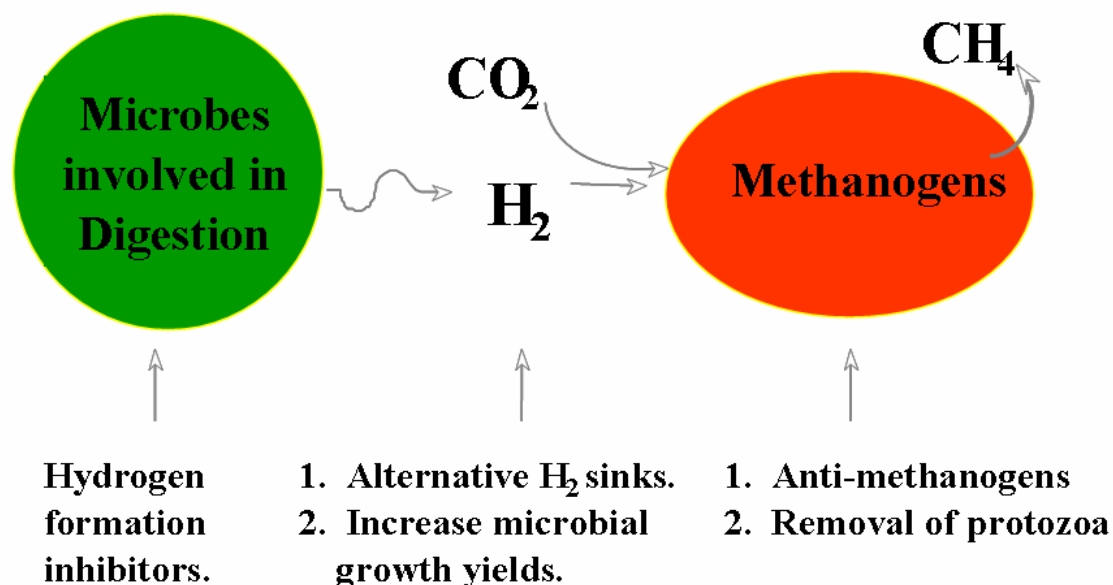 Microbes
involved in
Digestion
CO₂
H₂
Methanogens
CH₄
Hydrogen
formation
inhibitors.
1. Alternative H₂ sinks.
2. Increase microbial
growth yields.
1. Anti-methanogens
2. Removal of protozoa